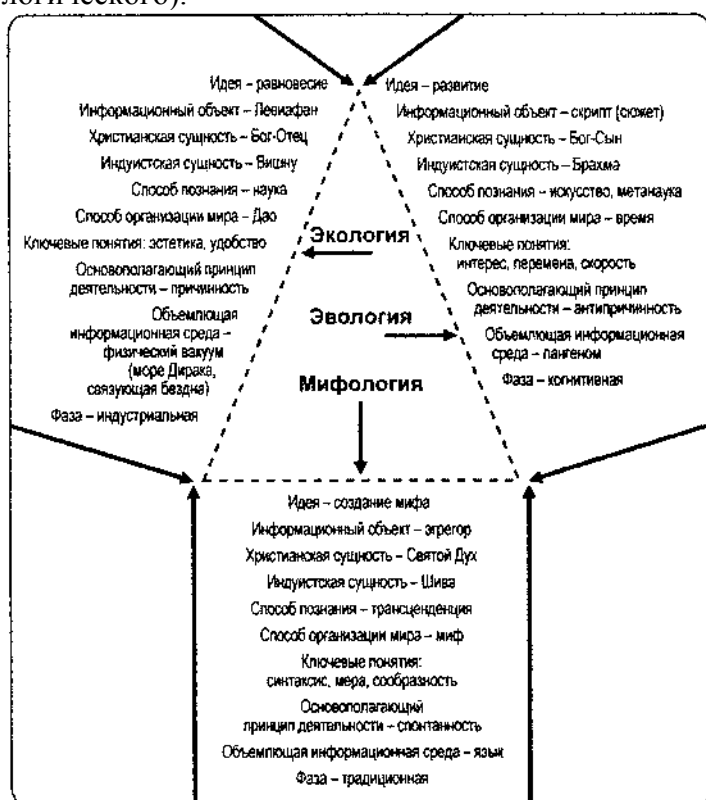 логического).
Идея – равновесие
Информационный объект – Левиафан
Христианская сущность – Бог-Отец
Индуистская сущность – Вишну
Способ познания – наука
Способ организации мира – Дао
Ключевые понятия: эстетика, удобство
Основополагающий принцип
деятельности – причинность
Объемлющая
информационная среда –
физический вакуум
(море Дирака,
связующая бездна)
Фаза – индустриальная
Идея – развитие
Информационный объект – скрипт (сюжет)
Христианская сущность – Бог-Сын
Индуистская сущность – Брахма
Способ познания – искусство, метанаука
Способ организации мира – время
Ключевые понятия:
интерес, перемена, скорость
Основополагающий принцип
деятельности – антипричинность
Объемлющая информационная
среда – пангеном
Фаза – когнитивная
Экология
Эвология
Мифология
Идея – создание мифа
Информационный объект – эгрегор
Христианская сущность – Святой Дух
Индуистская сущность – Шива
Способ познания – трансценденция
Способ организации мира – миф
Ключевые понятия:
синтаксис, мера, сообразность
Основополагающий
принцип деятельности – спонтанность
Объемлющая информационная среда – язык
Фаза – традиционная